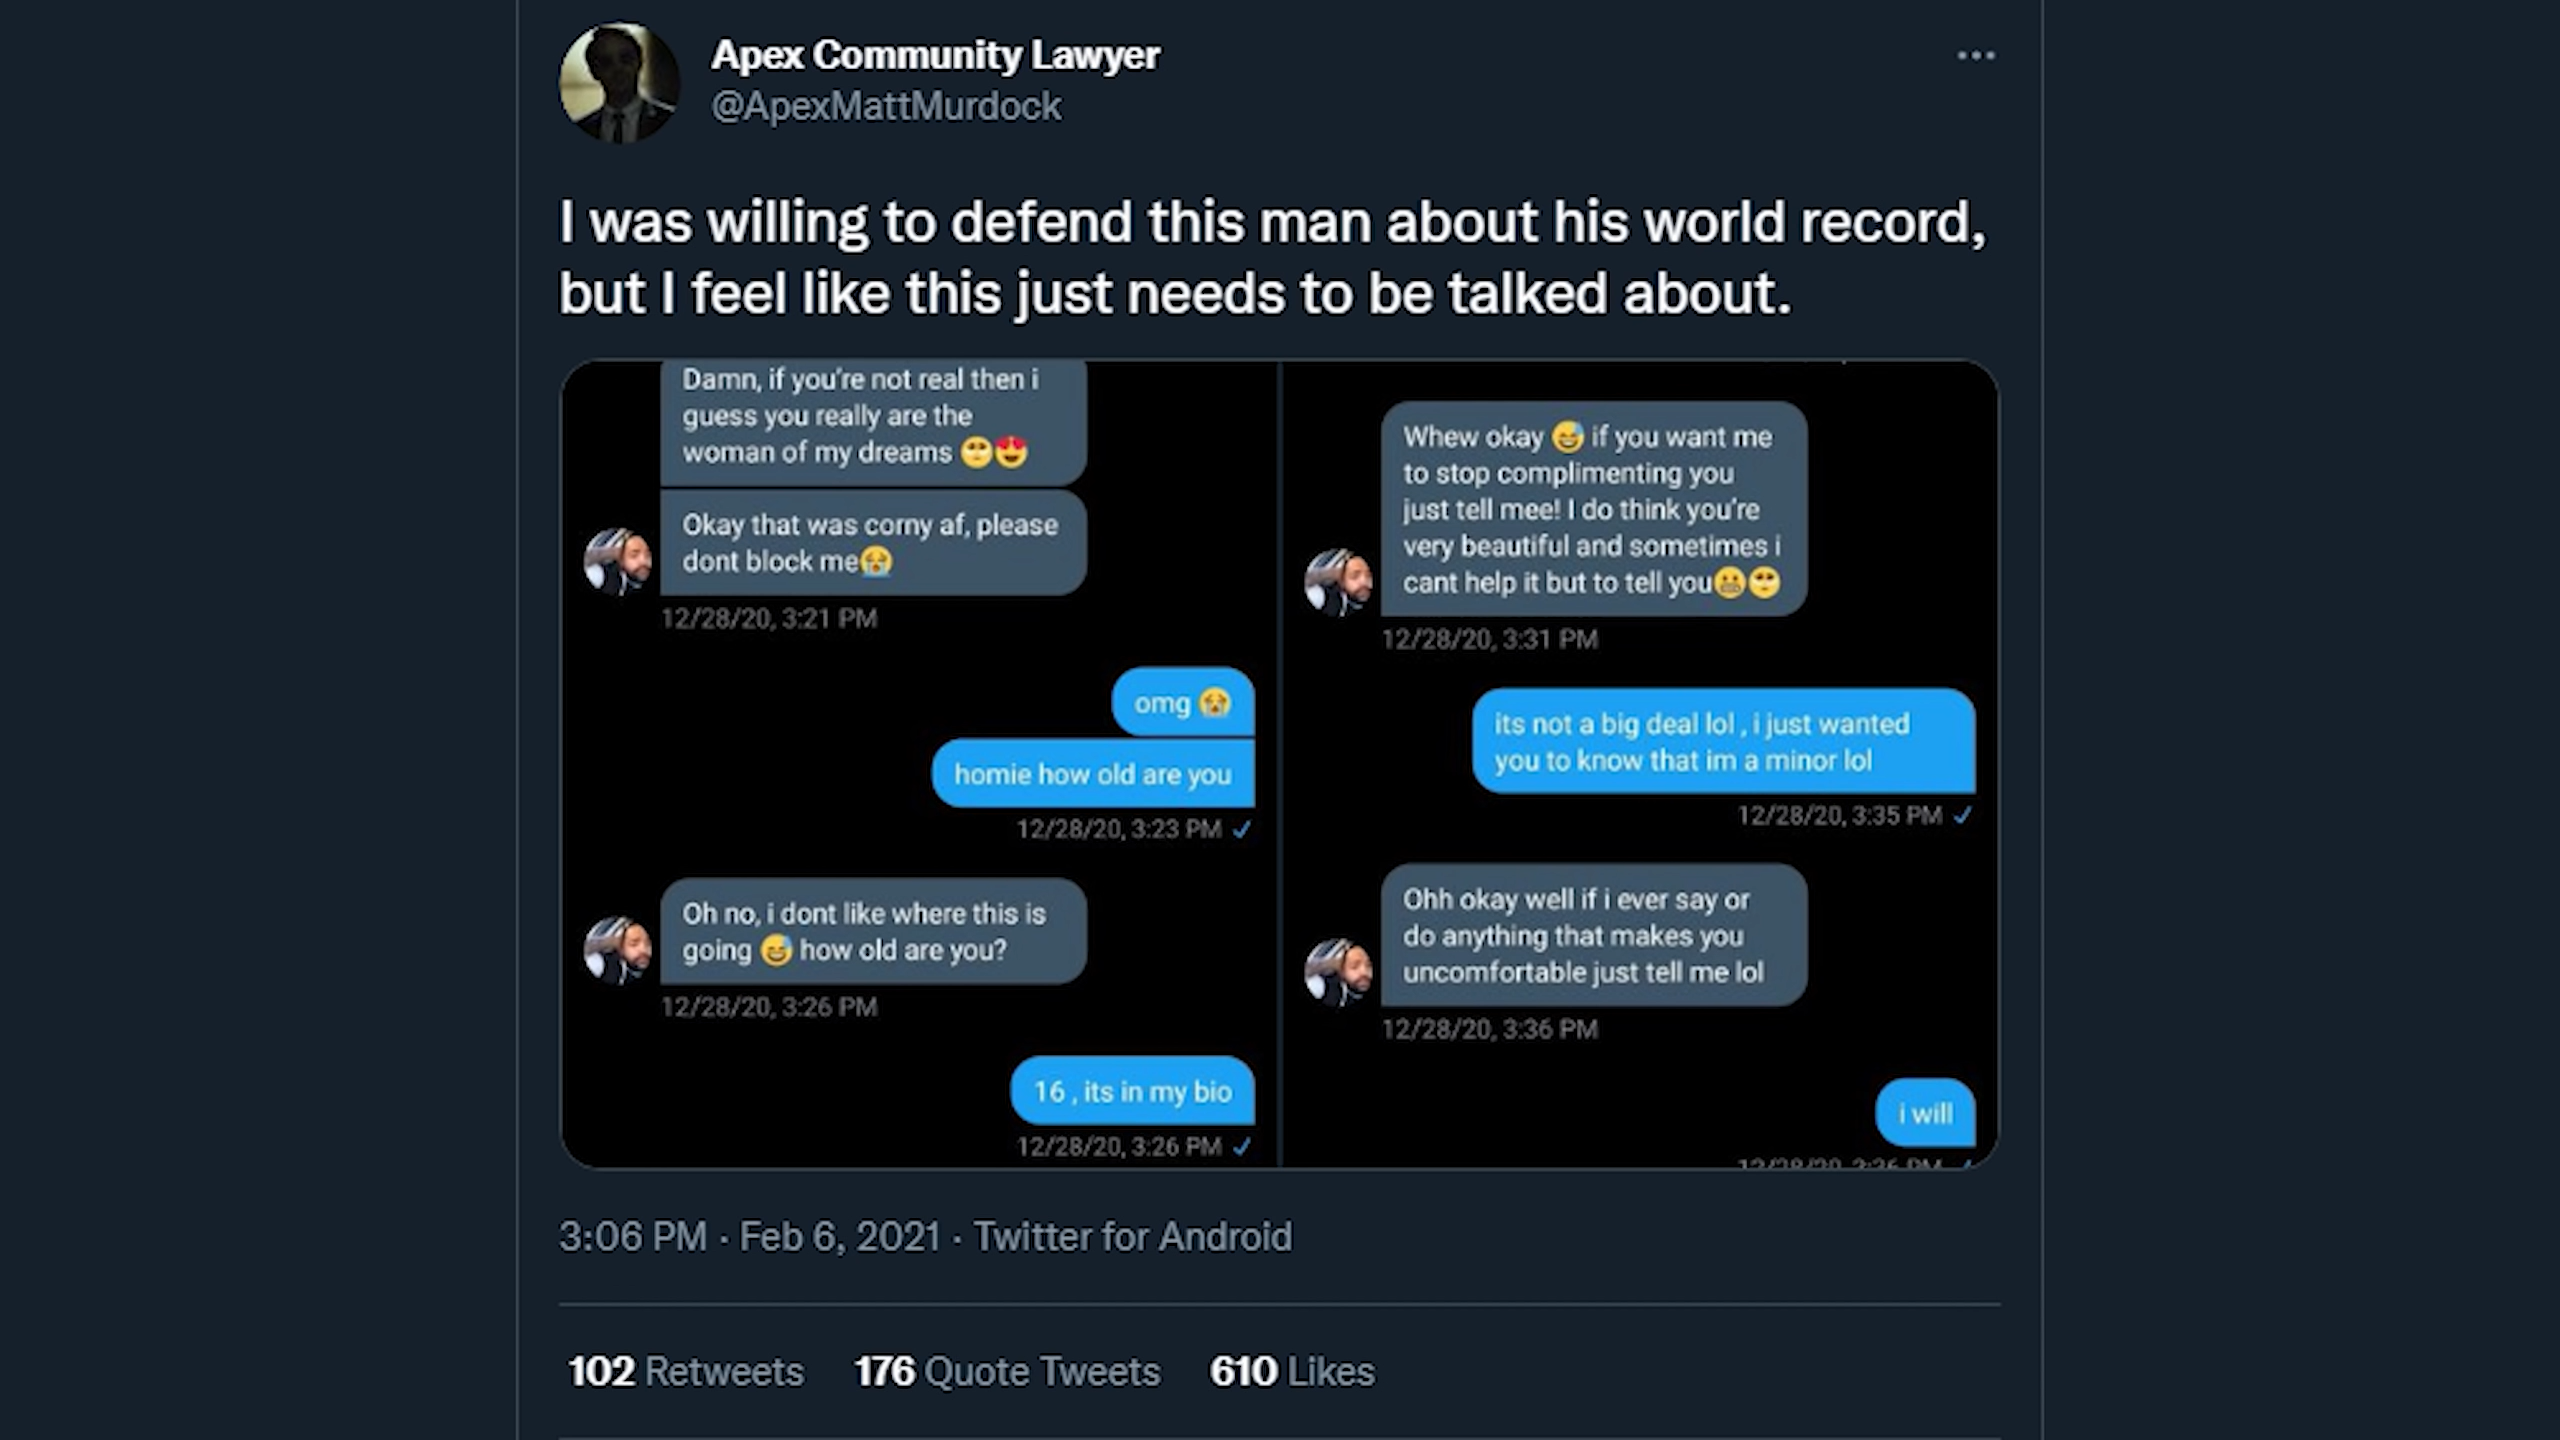 Apex Community Lawyer
@ApexMattMurdock
I was willing to defend this man about his world record,
but I feel like this just needs to be talked about.
Damn, if you're not real then i
guess you really are the
woman of my dreams 🥺😍
Okay that was corny af, please
dont block me😭
12/28/20, 3:21 PM
omg 😭
homie how old are you
12/28/20, 3:23 PM ✓
Oh no, i dont like where this is
going 😅 how old are you?
12/28/20, 3:26 PM
16 , its in my bio
12/28/20, 3:26 PM ✓
Whew okay 😅 if you want me
to stop complimenting you
just tell mee! I do think you're
very beautiful and sometimes i
cant help it but to tell you😬🥺
12/28/20, 3:31 PM
its not a big deal lol , i just wanted
you to know that im a minor lol
12/28/20, 3:35 PM ✓
Ohh okay well if i ever say or
do anything that makes you
uncomfortable just tell me lol
12/28/20, 3:36 PM
i will
12/28/20, 3:36 PM
3:06 PM · Feb 6, 2021 · Twitter for Android
102 Retweets 176 Quote Tweets 610 Likes